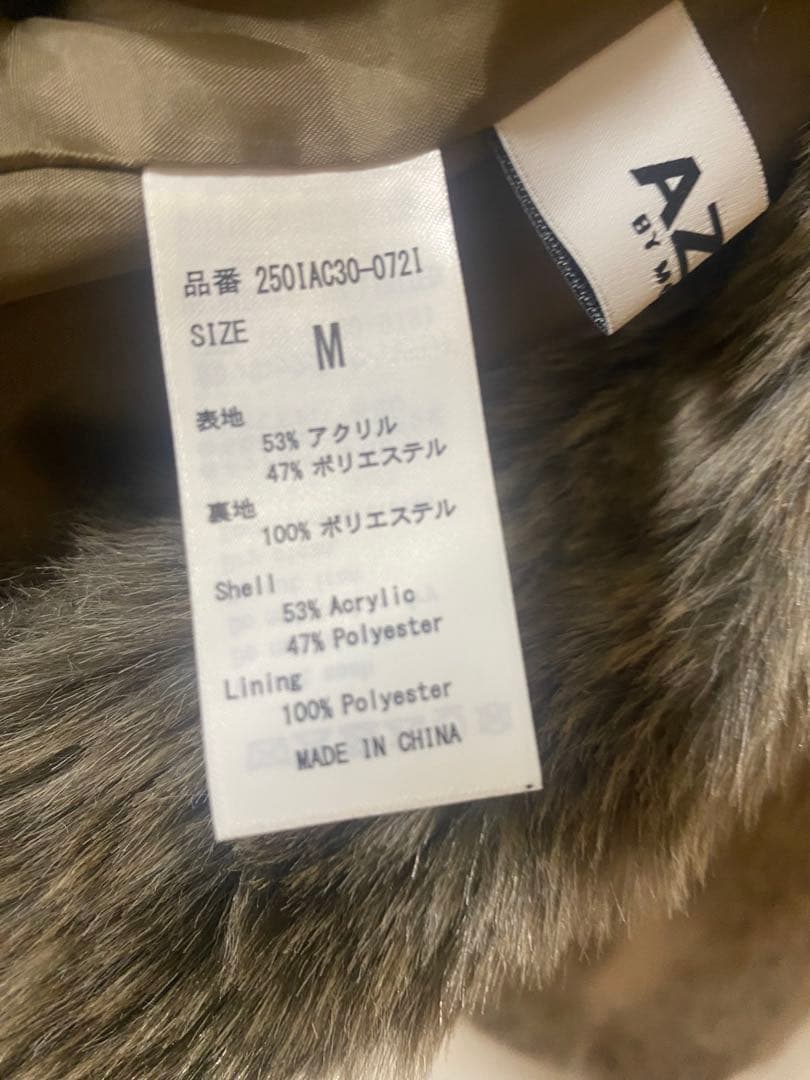 品番 250IAC30-072I
SIZE
M
表地
53% アクリル
47% ポリエステル
裏地
100% ポリエステル
Shell
53% Acrylic
47% Polyester
Lining
100% Polyester
MADE IN CHINA
AZ
BY M